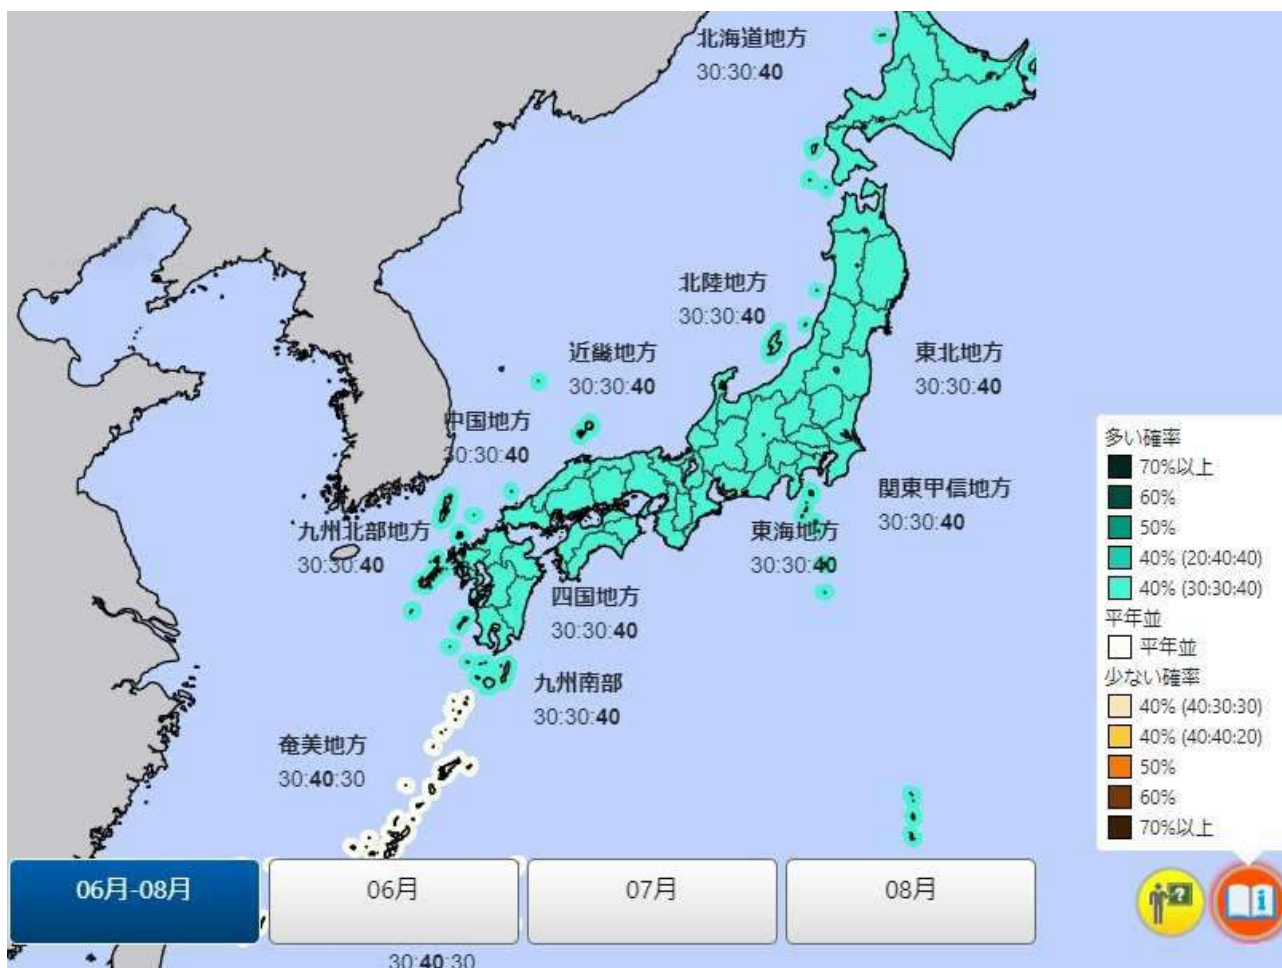 北海道地方
30:30:40
北陸地方
30:30:40
近畿地方
30:30:40
東北地方
30:30:40
中国地方
30:30:40
関東甲信地方
30:30:40
九州北部地方
30:30:40
東海地方
30:30:40
四国地方
30:30:40
九州南部
30:30:40
奄美地方
30:40:30
30:40:30
多い確率
70%以上
60%
50%
40% (20:40:40)
40% (30:30:40)
平年並
平年並
少ない確率
40% (40:30:30)
40% (40:40:20)
50%
60%
70%以上
06月-08月
06月
07月
08月
?
i